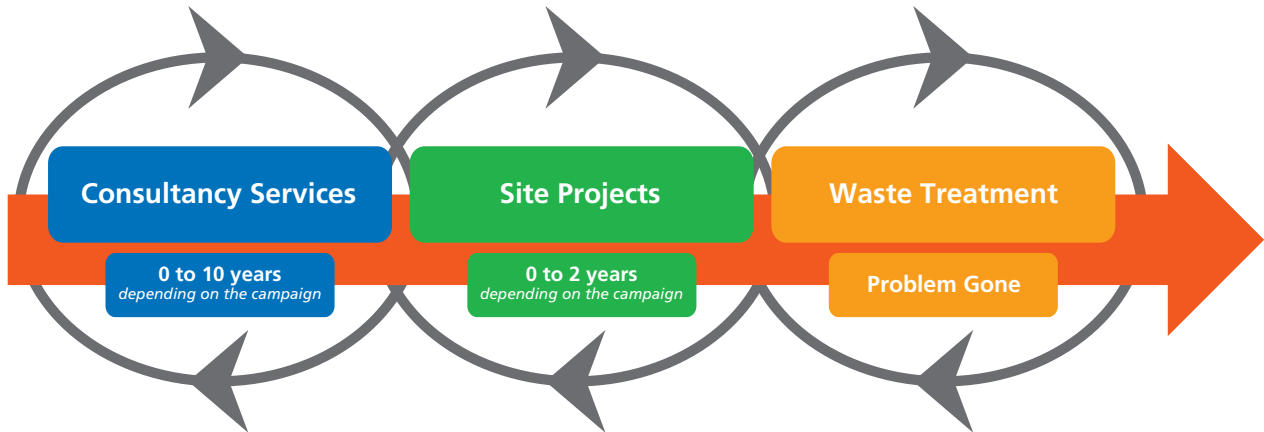 Consultancy Services
0 to 10 years
depending on the campaign
Site Projects
0 to 2 years
depending on the campaign
Waste Treatment
Problem Gone